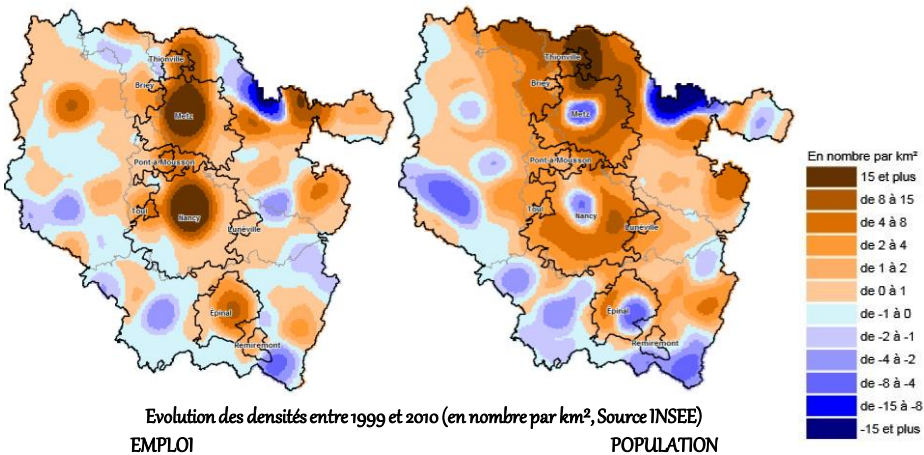 Thionville
Briey
Metz
Pont-à-Mousson
Toul
Nancy
Lunéville
Epinal
Remiremont
Thionville
Briey
Metz
Pont-à-Mousson
Toul
Nancy
Lunéville
Epinal
Remiremont
En nombre par km²
15 et plus
de 8 à 15
de 4 à 8
de 2 à 4
de 1 à 2
de 0 à 1
de -1 à 0
de -2 à -1
de -4 à -2
de -8 à -4
de -15 à -8
-15 et plus
Evolution des densités entre 1999 et 2010 (en nombre par km², Source INSEE)
EMPLOI
POPULATION